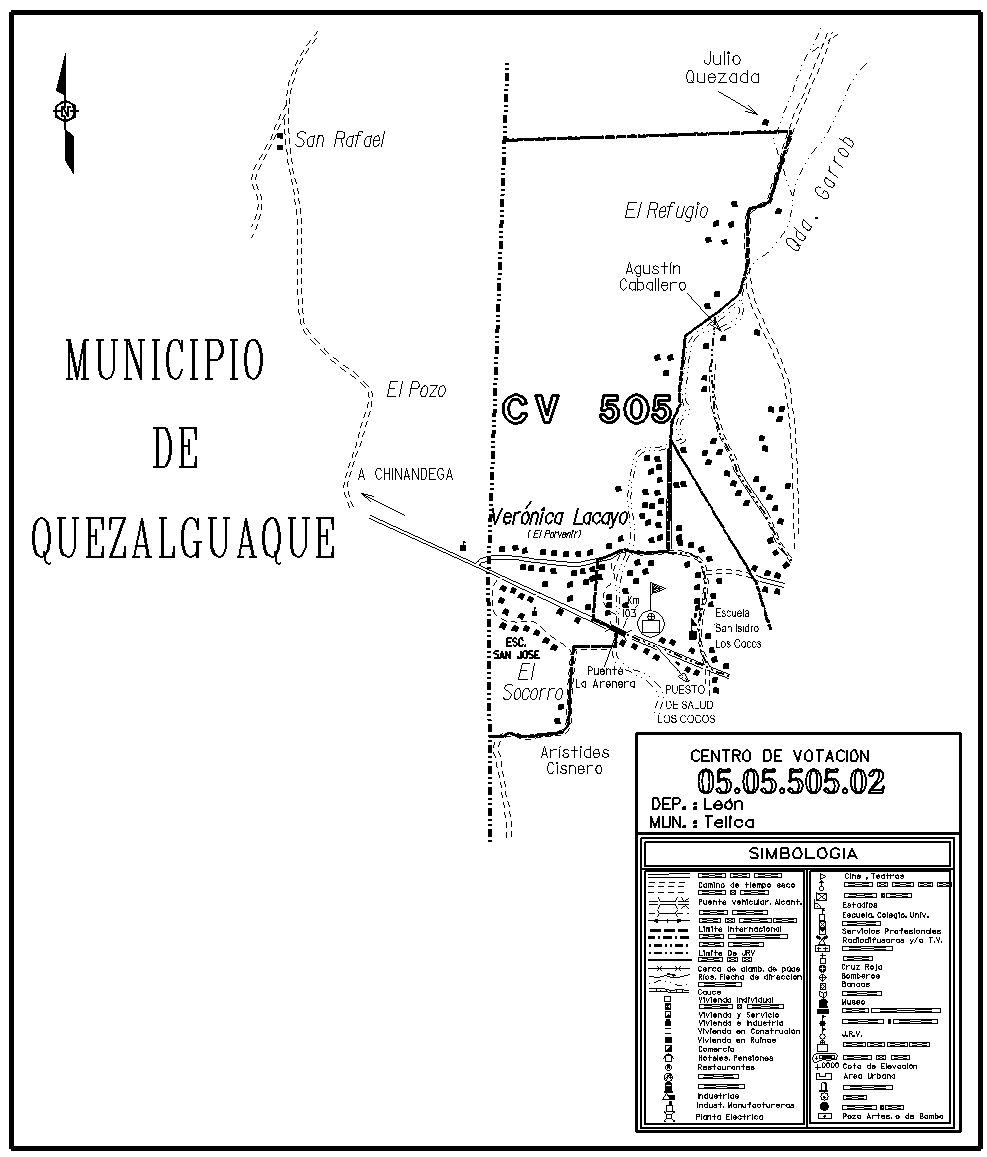 Julio
Quezada
N
San Rafael
Qda. Garrob
El Refugio
Agustín
Caballero
MUNICIPIO
DE
QUEZALGUAQUE
El Pozo
CV 505
A CHINANDEGA
Verónica Lacayo
(El Porvenir)
Km
103
Escuela
San Isidro
Los Cocos
ESC.
SAN JOSE
El
Socorro
Puente
La Arenera
PUESTO
DE SALUD
LOS COCOS
Arístides
Cisnero
CENTRO DE VOTACION
05.05.505.02
DEP. : León
MUN. : Telica
SIMBOLOGIA
Camino de tiempo seco
Puente vehicular, Alcant.
Limite Internacional
Limite De JRV
Cerca de alamb. de púas
Ríos, Flecha de dirección
Cauce
Vivienda Individual
Vivienda y Servicio
Vivienda e Industria
Vivienda en Construcción
Vivienda en Ruinas
Comercio
Hoteles, Pensiones
Restaurantes
Industrias
Indust. Manufactureras
Planta Electrica
Cine , Teatros
Estadios
Escuela, Colegio, Univ.
Servicios Profesionales
Radiodifusoras y/o T.V.
Cruz Roja
Bomberos
Bancos
Museo
J.R.V.
Cota de Elevación
Area Urbana
Pozo Artes. o de Bomba